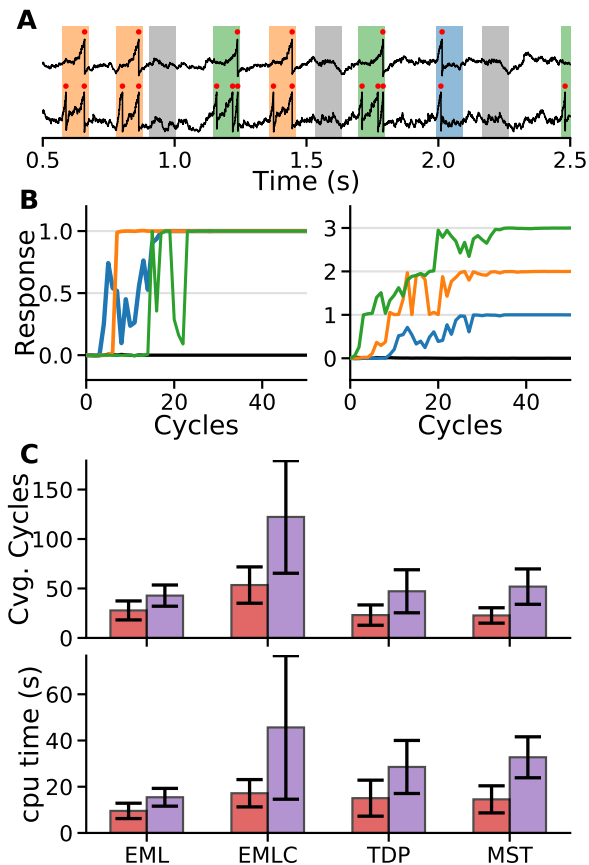 A
0.5 1.0 1.5 2.0 2.5
Time (s)
B
Response
1.0
0.5
0.0
0 20 40
Cycles
3
2
1
0
0 20 40
Cycles
C
Cvg. Cycles
150
100
50
0
cpu time (s)
60
40
20
0
EML EMLC TDP MST